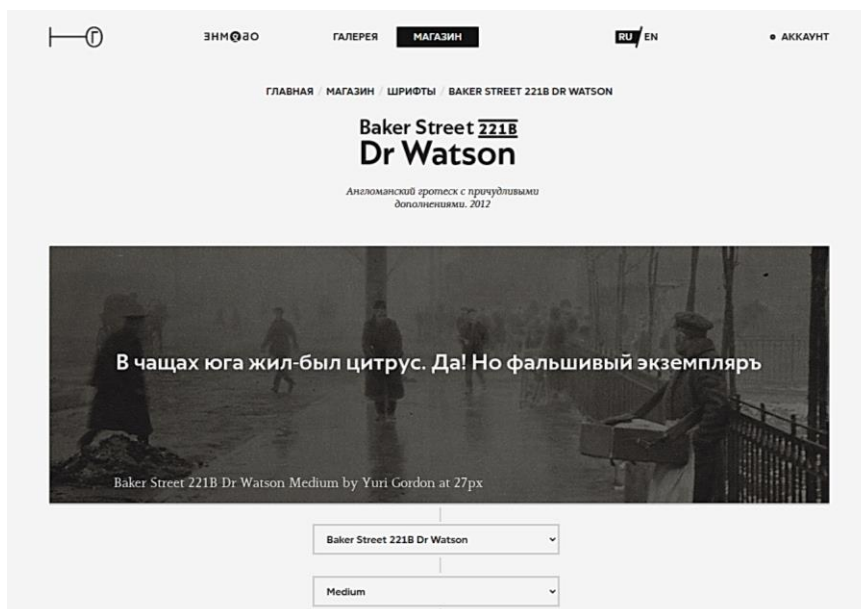 ГАЛЕРЕЯ
МАГАЗИН
RU / EN
АККАУНТ
ГЛАВНАЯ / МАГАЗИН / ШРИФТЫ / BAKER STREET 221B DR WATSON
Baker Street 221B
Dr Watson
Англоманский гротеск с причудливыми
дополнениями. 2012
В чащах юга жил-был цитрус. Да! Но фальшивый экземпляръ
Baker Street 221B Dr Watson Medium by Yuri Gordon at 27px
Baker Street 221B Dr Watson
Medium